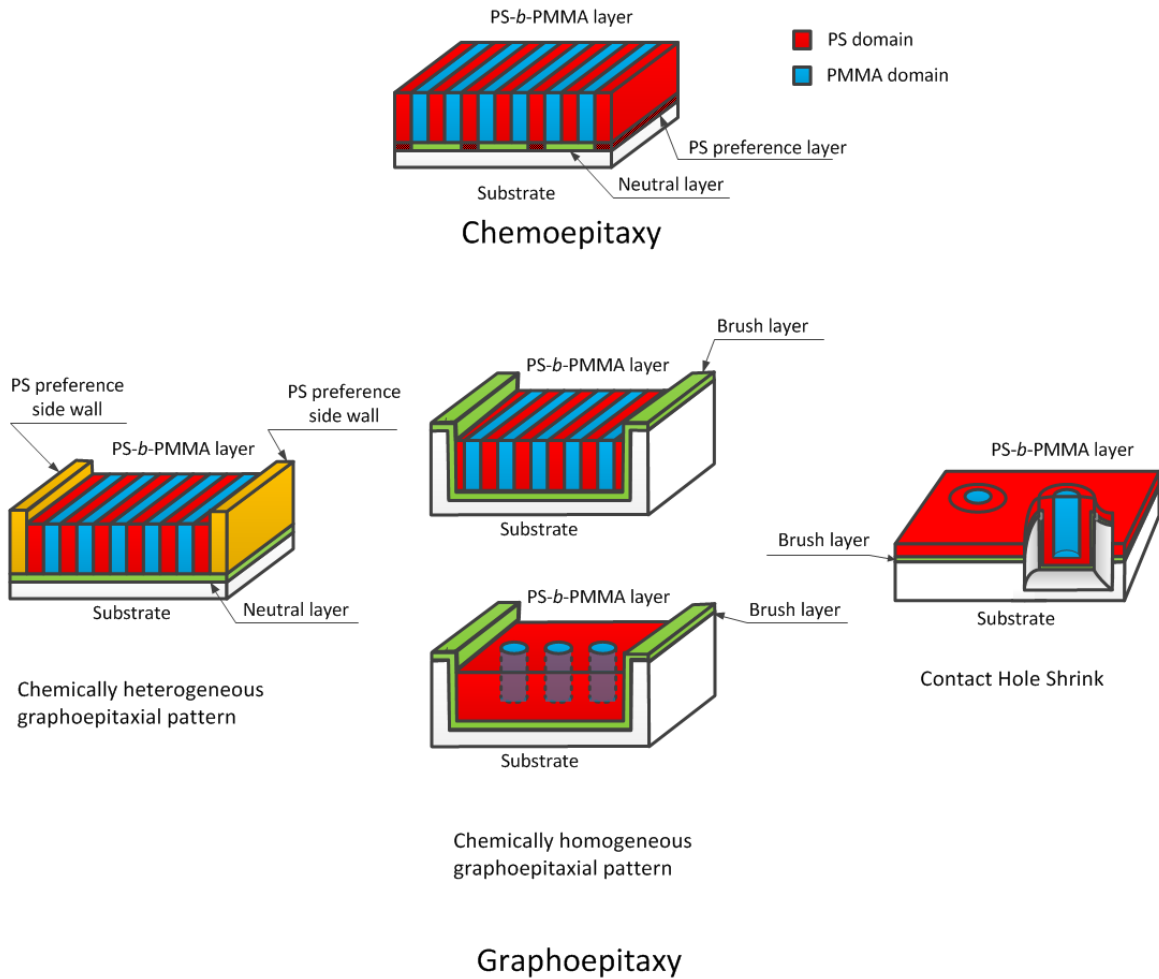 PS-b-PMMA layer
PS domain
PMMA domain
PS preference layer
Neutral layer
Substrate
Chemoepitaxy
Brush layer
PS-b-PMMA layer
PS preference
side wall
PS preference
side wall
PS-b-PMMA layer
PS-b-PMMA layer
Substrate
Brush layer
Neutral layer
Substrate
PS-b-PMMA layer
Brush layer
Substrate
Contact Hole Shrink
Chemically heterogeneous
graphoepitaxial pattern
Substrate
Chemically homogeneous
graphoepitaxial pattern
Graphoepitaxy